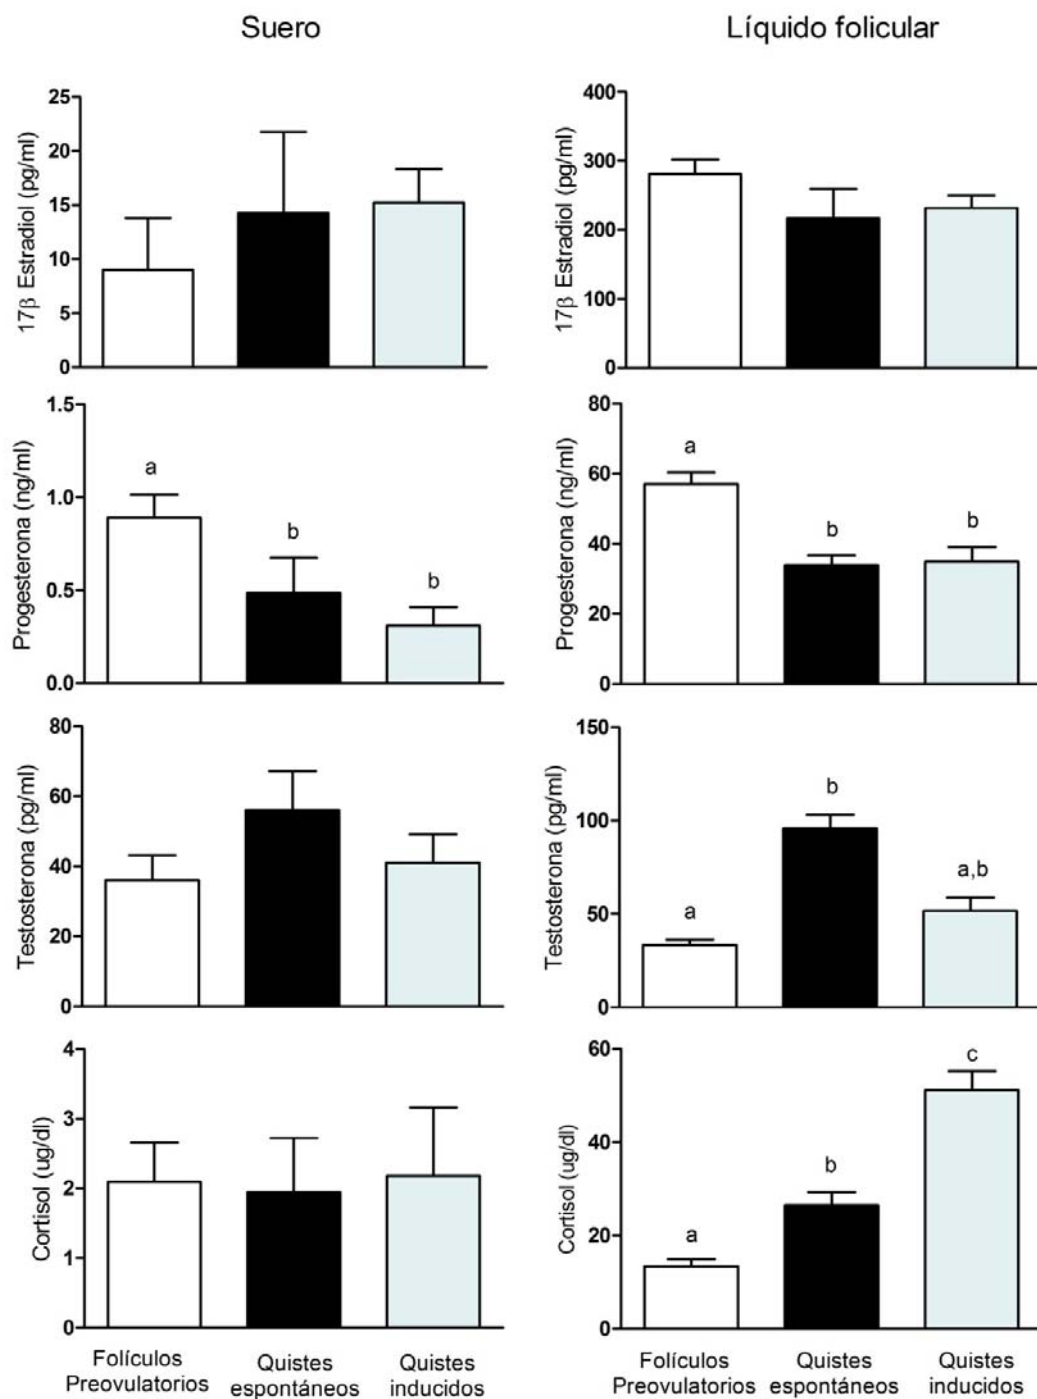 Suero
Líquido folicular
17β Estradiol (pg/ml)
25
20
15
10
5
0
17β Estradiol (pg/ml)
400
300
200
100
0
Progesterona (ng/ml)
1.5
1.0
0.5
0.0
a
b
b
Progesterona (ng/ml)
80
60
40
20
0
a
b
b
Testosterona (pg/ml)
80
60
40
20
0
Testosterona (pg/ml)
150
100
50
0
a
b
a,b
Cortisol (ug/dl)
4
3
2
1
0
Cortisol (ug/dl)
60
40
20
0
a
b
c
Folículos
Preovulatorios
Quistes
espontáneos
Quistes
inducidos
Folículos
Preovulatorios
Quistes
espontáneos
Quistes
inducidos